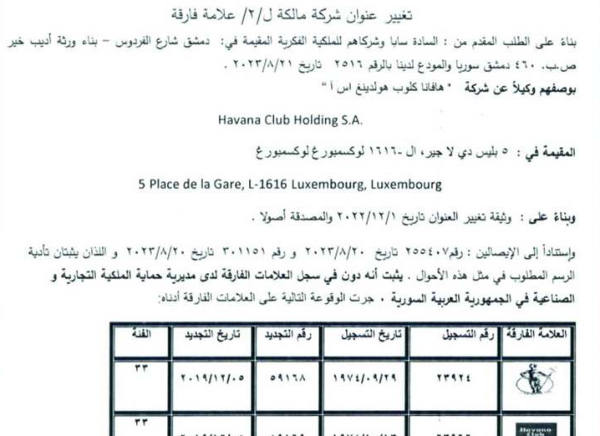 تغيير عنوان شركة مالكة ل /٢/ علامة فارقة
بناءً على الطلب المقدم من : السادة سابا وشركاهم للملكية الفكرية المقيمة في: دمشق شارع الفردوس – بناء ورثة أديب خير
ص.ب. ٤٦٠ دمشق سوريا والمودع لدينا بالرقم ٢٥١٦ تاريخ ٢٠٢٣/٨/٢١ .
بوصفهم وكيلاً عن شركة " هافانا كلوب هولدينغ اس أ "
Havana Club Holding S.A.
المقيمة في : ٥ بليس دي لا جير، ال -١٦١٦ لوكسمبورغ لوكسمبورغ
5 Place de la Gare, L-1616 Luxembourg, Luxembourg
وبناءً على : وثيقة تغيير العنوان تاريخ ٢٠٢٢/١٢/١ والمصدقة أصولا .
وإستناداً إلى الإيصالين : رقم ٢٥٥٤٠٧ تاريخ ٢٠٢٣/٨/٢٠ و رقم ٣٠١١٥١ تاريخ ٢٠٢٣/٨/٢٠ و اللذان يثبتان تأدية
الرسم المطلوب في مثل هذه الأحوال . يثبت أنه دون في سجل العلامات الفارقة لدى مديرية حماية الملكية التجارية و
الصناعية في الجمهورية العربية السورية . جرت الوقوعة التالية على العلامات الفارقة أدناه:
العلامة الفارقة رقم التسجيل تاريخ التسجيل رقم التجديد تاريخ التجديد الفئة
٢٣٩٢٤ ١٩٧٤/٠٩/٢٩ ٥٩١٦٨ ٢٠١٩/١٢/٠٥ ٣٣
Havana Club ٣٣